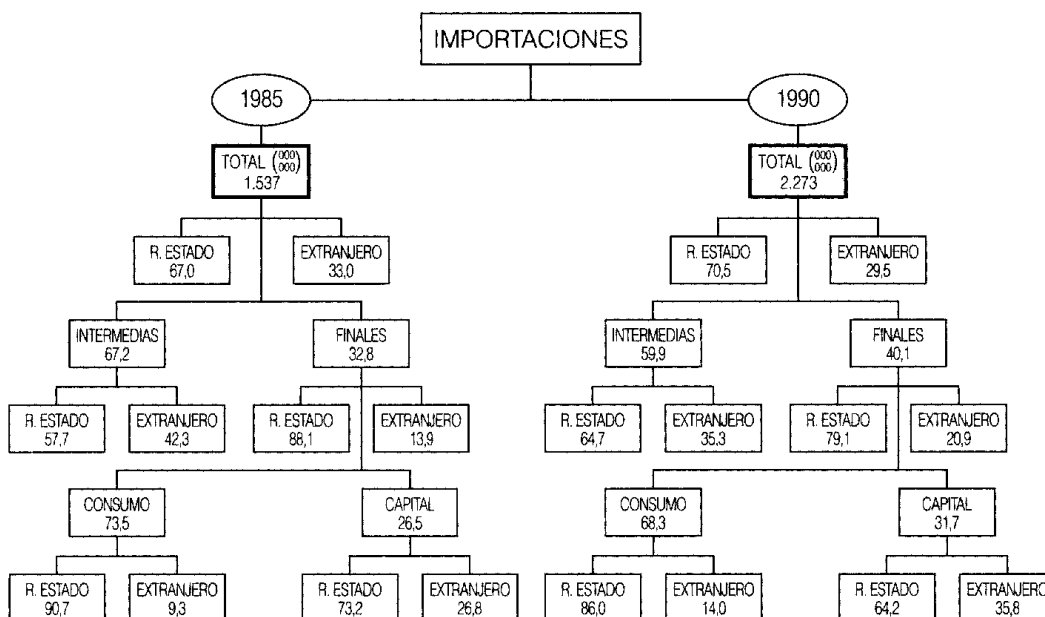 IMPORTACIONES
1985 1990
TOTAL (000 000) TOTAL (000 000)
1.537 2.273
R. ESTADO EXTRANJERO R. ESTADO EXTRANJERO
67,0 33,0 70,5 29,5
INTERMEDIAS FINALES INTERMEDIAS FINALES
67,2 32,8 59,9 40,1
R. ESTADO EXTRANJERO R. ESTADO EXTRANJERO R. ESTADO EXTRANJERO R. ESTADO EXTRANJERO
57,7 42,3 88,1 13,9 64,7 35,3 79,1 20,9
CONSUMO CAPITAL CONSUMO CAPITAL
73,5 26,5 68,3 31,7
R. ESTADO EXTRANJERO R. ESTADO EXTRANJERO R. ESTADO EXTRANJERO R. ESTADO EXTRANJERO
90,7 9,3 73,2 26,8 86,0 14,0 64,2 35,8